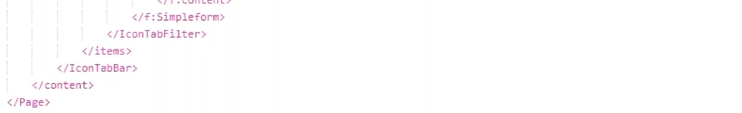 </f:content>
</f:Simpleform>
</IconTabFilter>
</items>
</IconTabBar>
</content>
</Page>